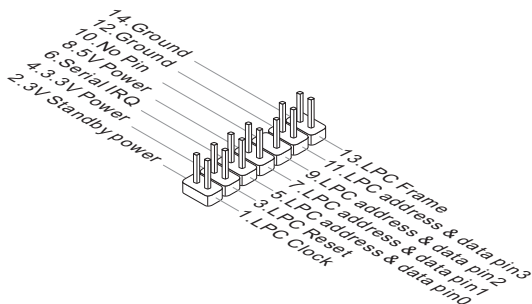 14.Ground
12.Ground
10.No Pin
8.5V Power
6.Serial IRQ
4.3.3V Power
2.3V Standby power
13.LPC Frame
11.LPC address & data pin3
9.LPC address & data pin2
7.LPC address & data pin1
5.LPC address & data pin0
3.LPC Reset
1.LPC Clock